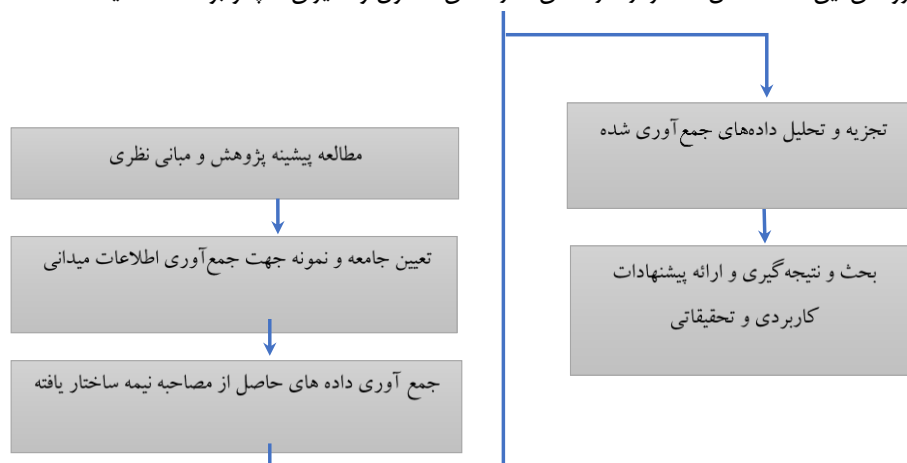 مطالعه پیشینه پژوهش و مبانی نظری
تعیین جامعه و نمونه جهت جمع‌آوری اطلاعات میدانی
جمع آوری داده های حاصل از مصاحبه نیمه ساختار یافته
تجزیه و تحلیل داده‌های جمع‌آوری شده
بحث و نتیجه‌گیری و ارائه پیشنهادات
کاربردی و تحقیقاتی